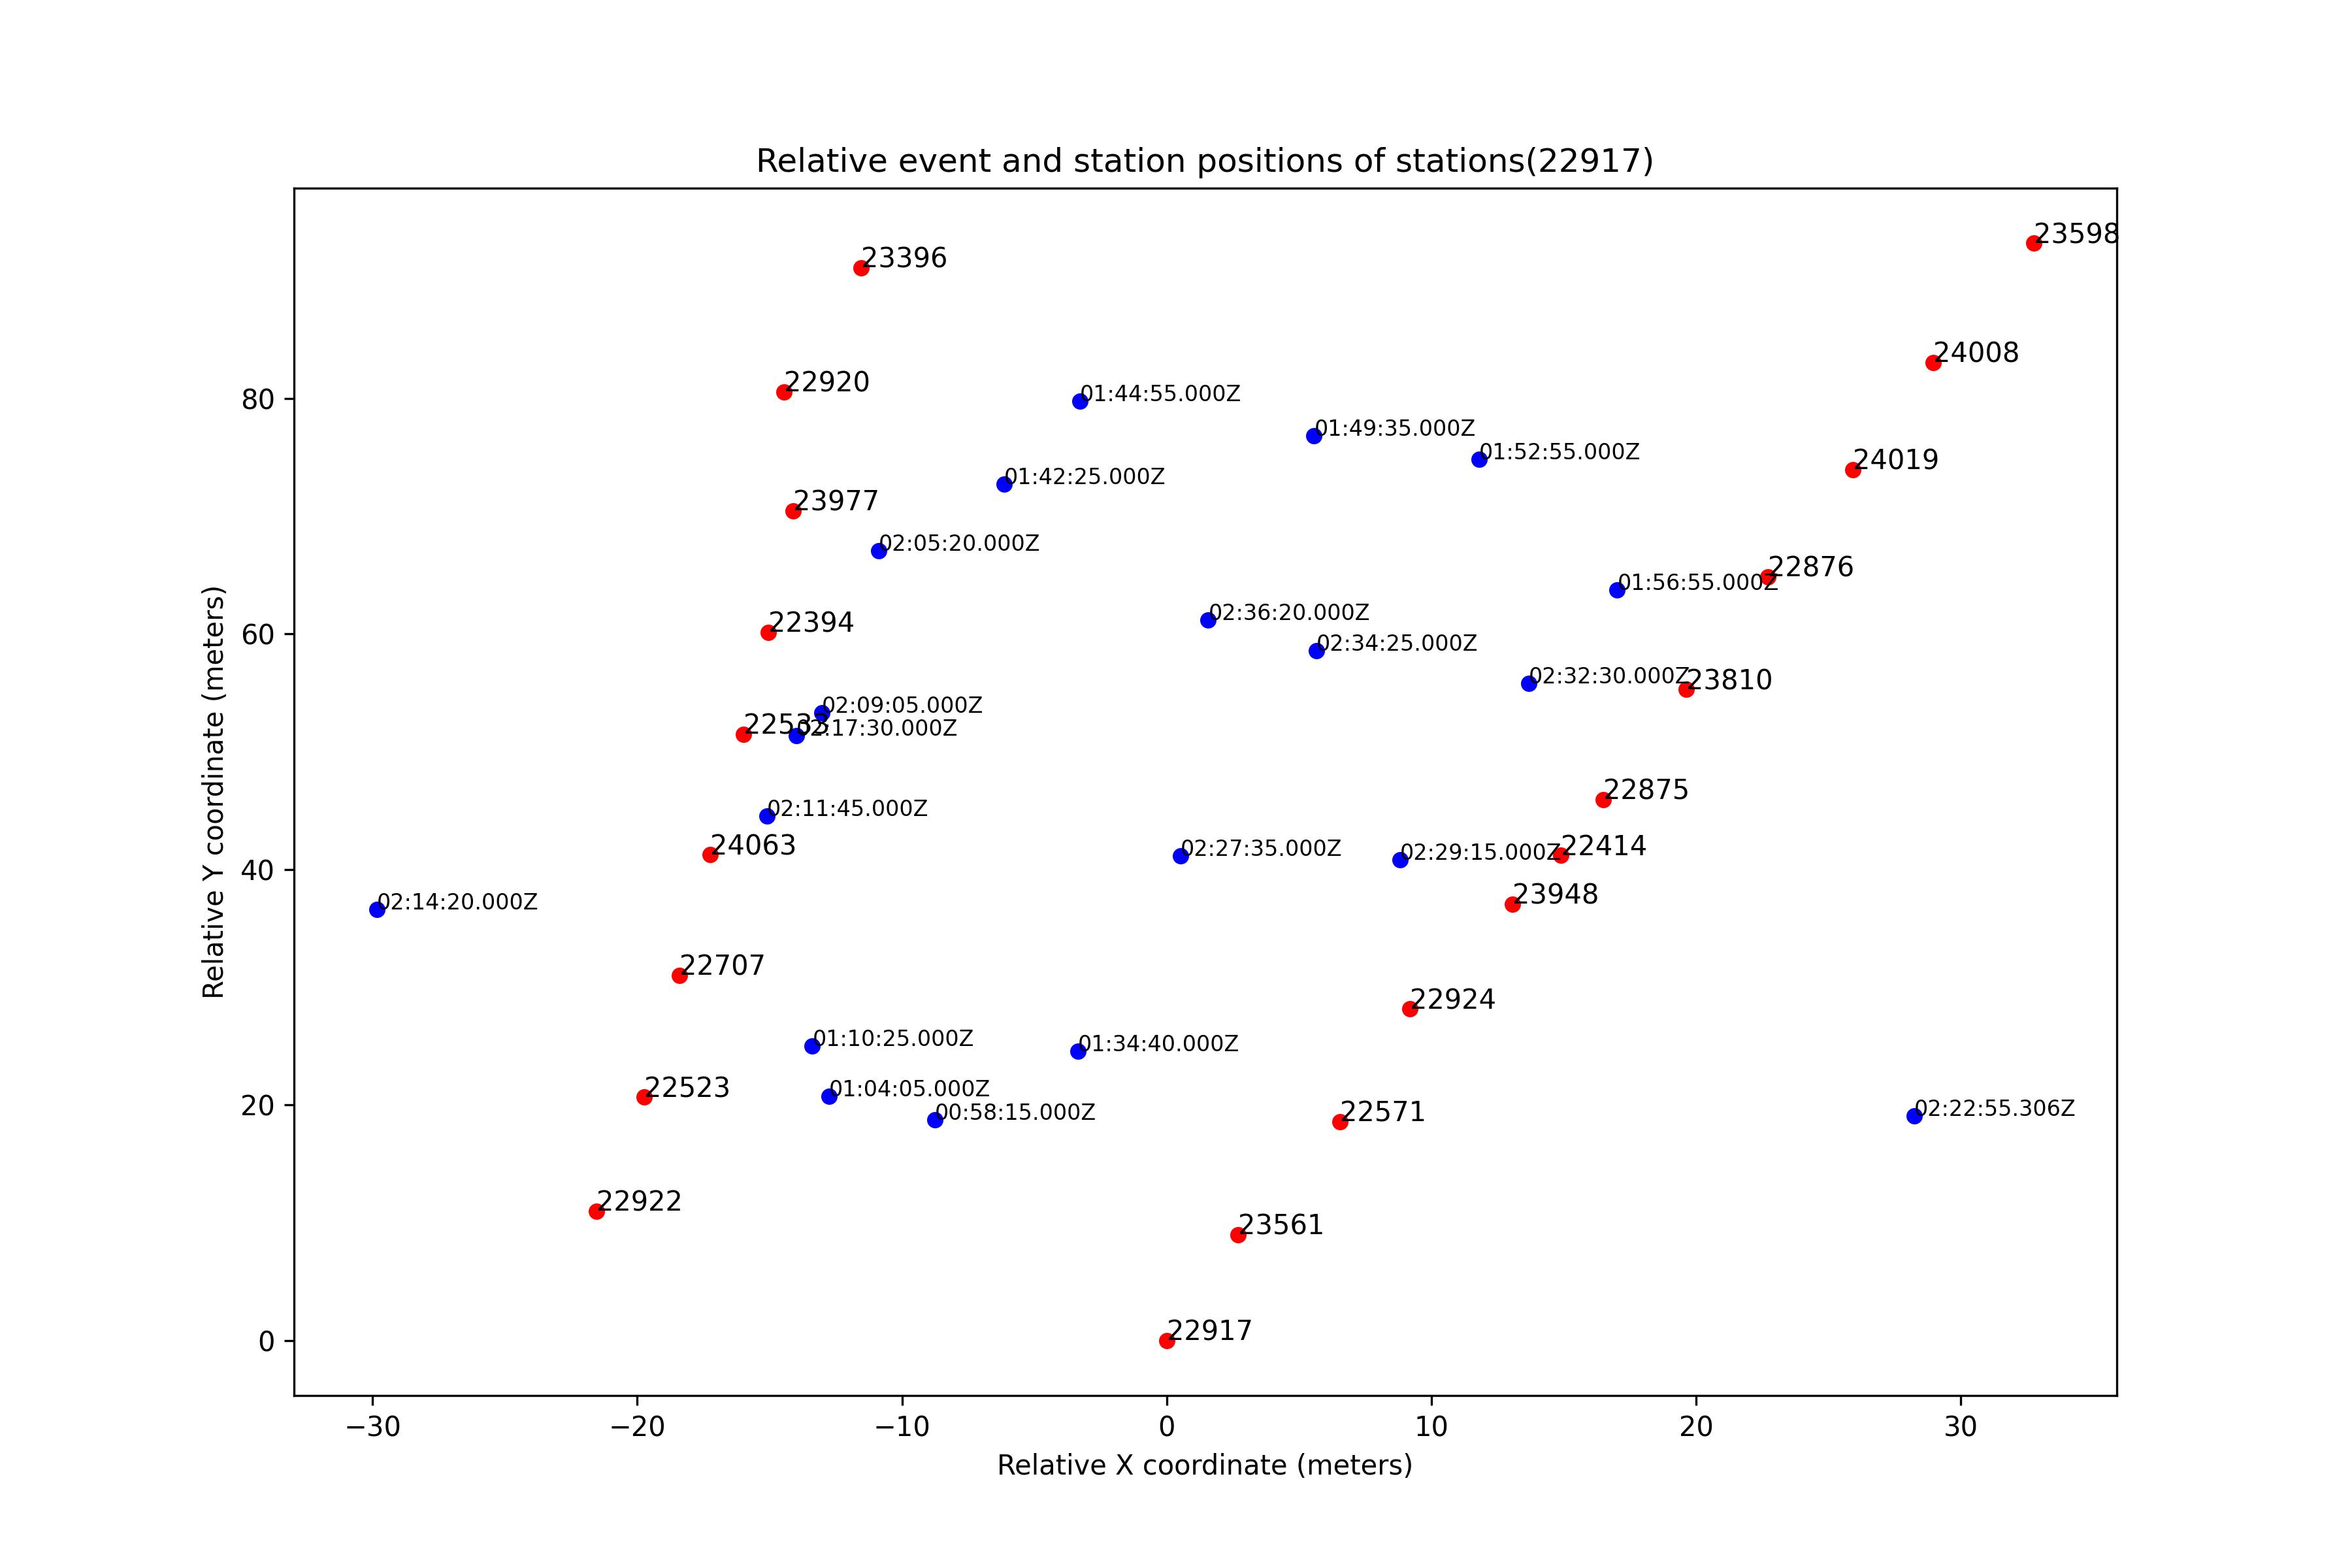 Relative event and station positions of stations(22917)
23598
23396
24008
22920
01:44:55.000Z
01:49:35.000Z
01:52:55.000Z
24019
01:42:25.000Z
23977
02:05:20.000Z
22876
01:56:55.000Z
22394
02:36:20.000Z
02:34:25.000Z
02:32:30.000Z
23810
02:09:05.000Z
02:17:30.000Z
22875
02:11:45.000Z
24063
02:27:35.000Z
02:29:15.000Z
22414
23948
02:14:20.000Z
22707
22924
01:10:25.000Z
01:34:40.000Z
22523
01:04:05.000Z
00:58:15.000Z
22571
02:22:55.306Z
22922
23561
22917
80
60
40
20
0
−30 −20 −10 0 10 20 30
Relative X coordinate (meters)
Relative Y coordinate (meters)